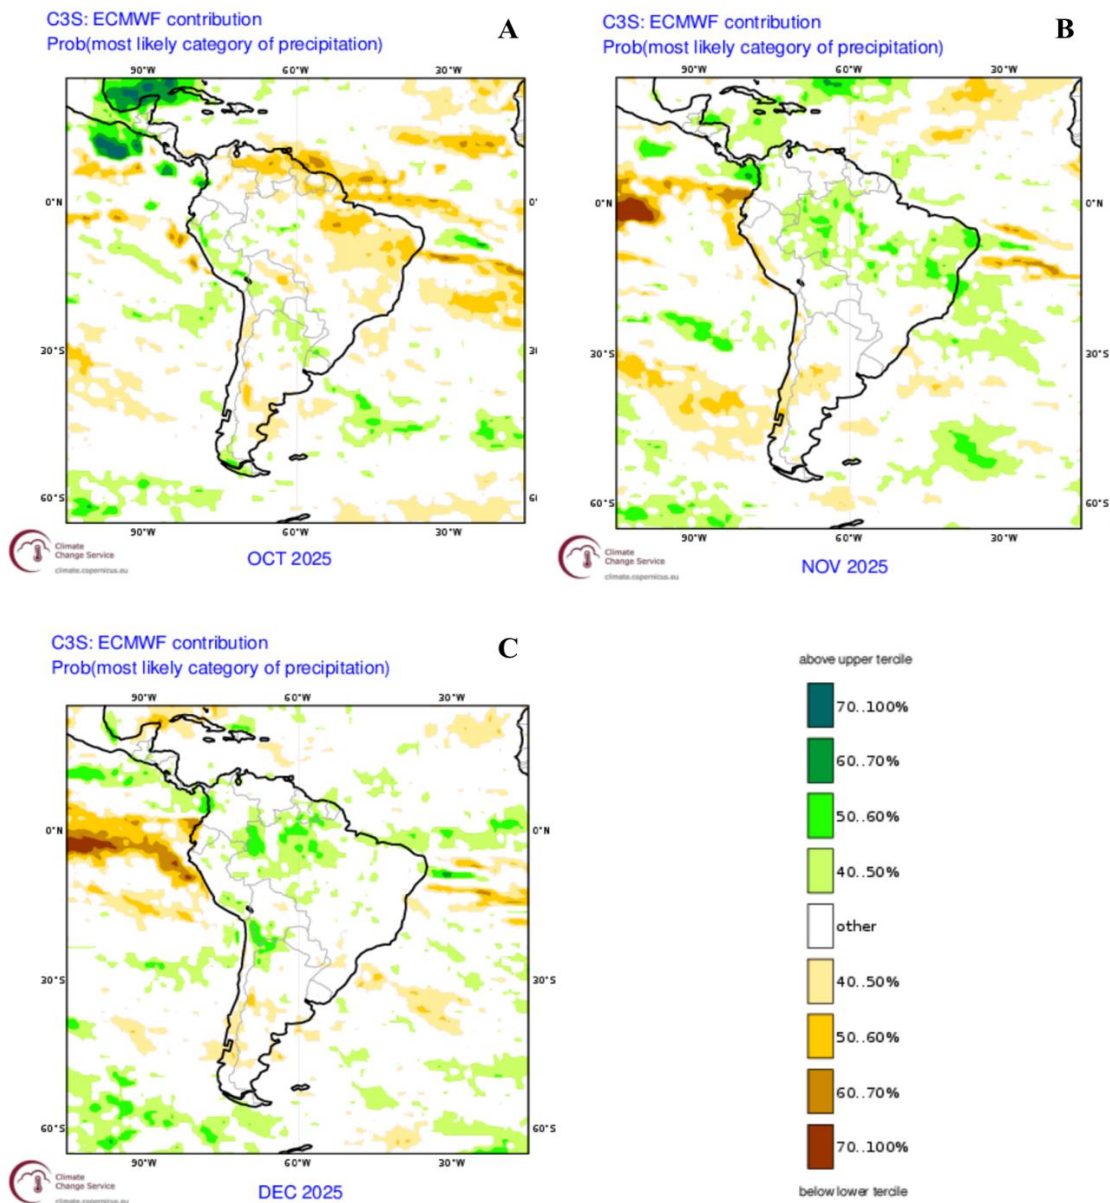 C3S: ECMWF contribution
Prob(most likely category of precipitation)
A
90°W 60°W 30°W
0°N 0°
30°S 30
60°S 60
90°W 60°W 30°W
Climate
Change Service
climate.copernicus.eu
OCT 2025
C3S: ECMWF contribution
Prob(most likely category of precipitation)
B
90°W 60°W 30°W
0°N 0°N
30°S 30°S
60°S 60°S
90°W 60°W 30°W
Climate
Change Service
climate.copernicus.eu
NOV 2025
C3S: ECMWF contribution
Prob(most likely category of precipitation)
C
90°W 60°W 30°W
0°N 0°N
30°S 30°S
60°S 60°S
90°W 60°W 30°W
Climate
Change Service
climate.copernicus.eu
DEC 2025
above upper tercile
70..100%
60..70%
50..60%
40..50%
other
40..50%
50..60%
60..70%
70..100%
below lower tercile